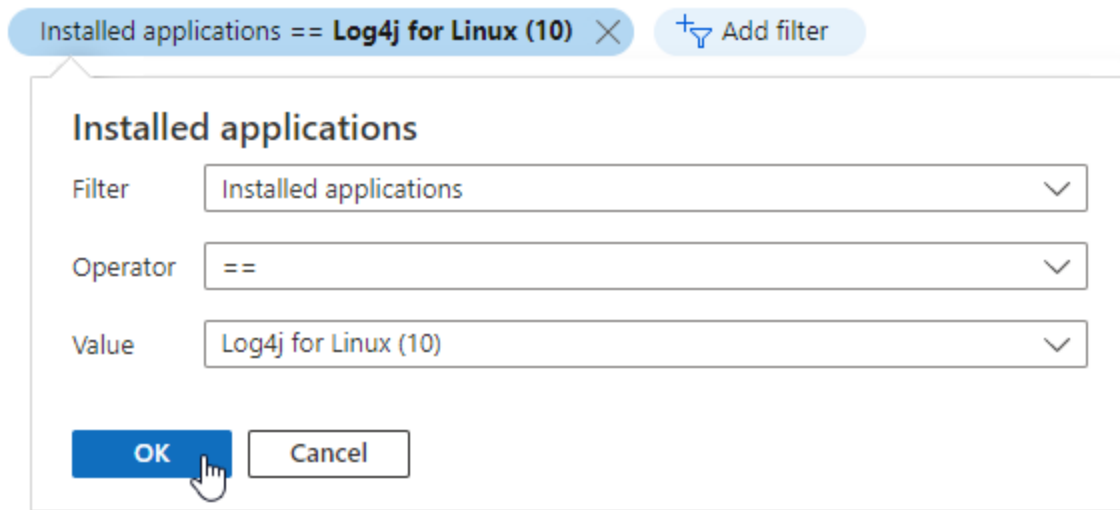 Installed applications == Log4j for Linux (10)
Add filter
Installed applications
Filter
Installed applications
Operator
==
Value
Log4j for Linux (10)
OK
Cancel